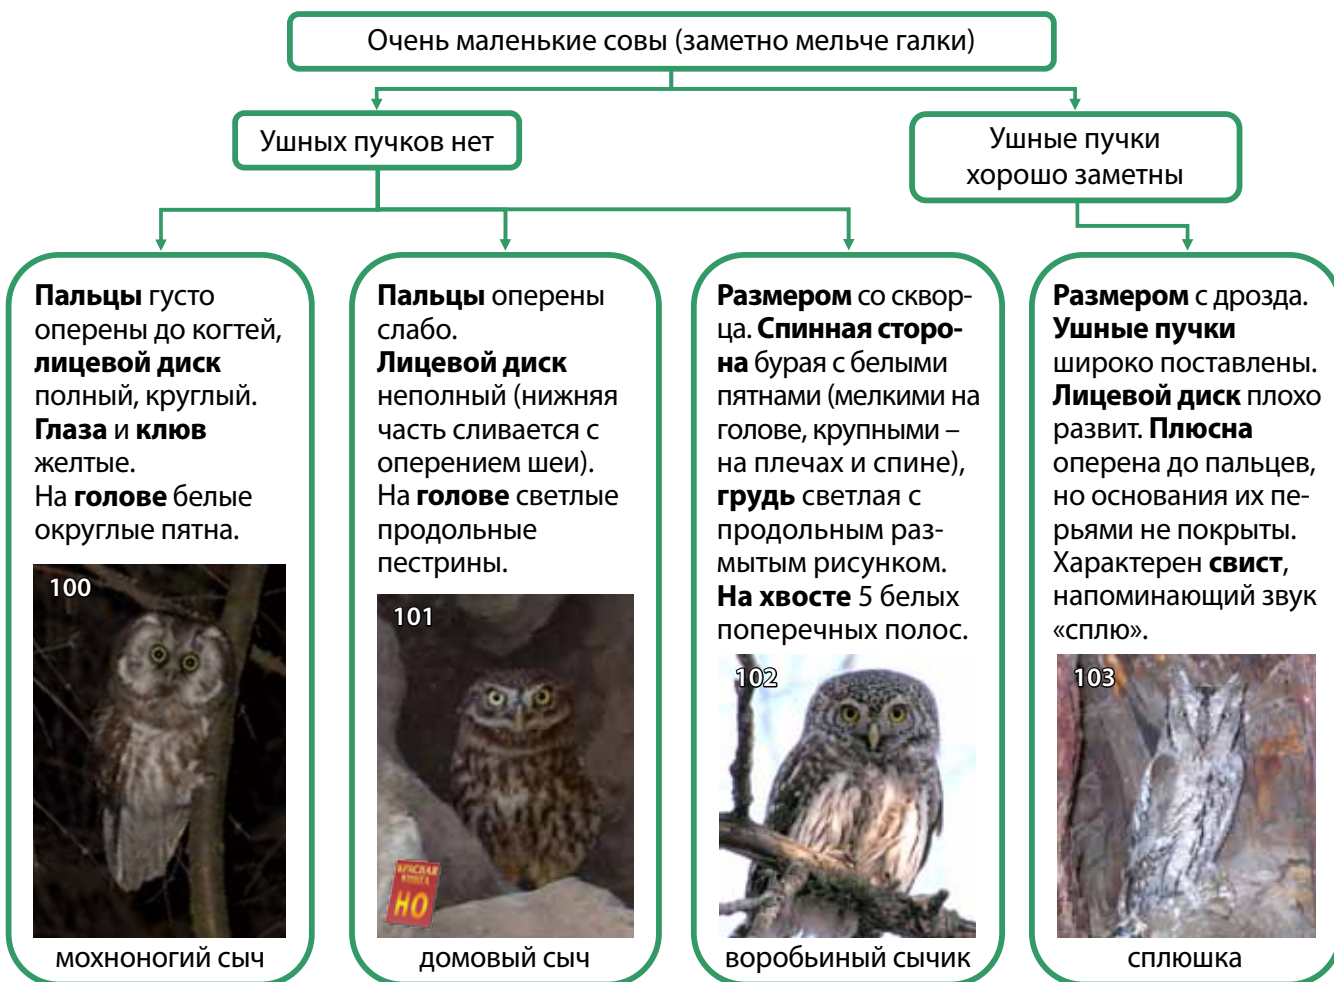 Очень маленькие совы (заметно мельче галки)
Ушных пучков нет
Ушные пучки
хорошо заметны
Пальцы густо
оперены до когтей,
лицевой диск
полный, круглый.
Глаза и клюв
желтые.
На голове белые
округлые пятна.
100
мохноногий сыч
Пальцы оперены
слабо.
Лицевой диск
неполный (нижняя
часть сливается с
оперением шеи).
На голове светлые
продольные
пестрины.
101
КРАСНАЯ
КНИГА
НО
домовый сыч
Размером со сквор-
ца. Спинная сторо-
на бурая с белыми
пятнами (мелкими на
голове, крупными –
на плечах и спине),
грудь светлая с
продольным раз-
мытым рисунком.
На хвосте 5 белых
поперечных полос.
102
воробьиный сычик
Размером с дрозда.
Ушные пучки
широко поставлены.
Лицевой диск плохо
развит. Плюсна
оперена до пальцев,
но основания их пе-
рьями не покрыты.
Характерен свист,
напоминающий звук
«сплю».
103
сплюшка